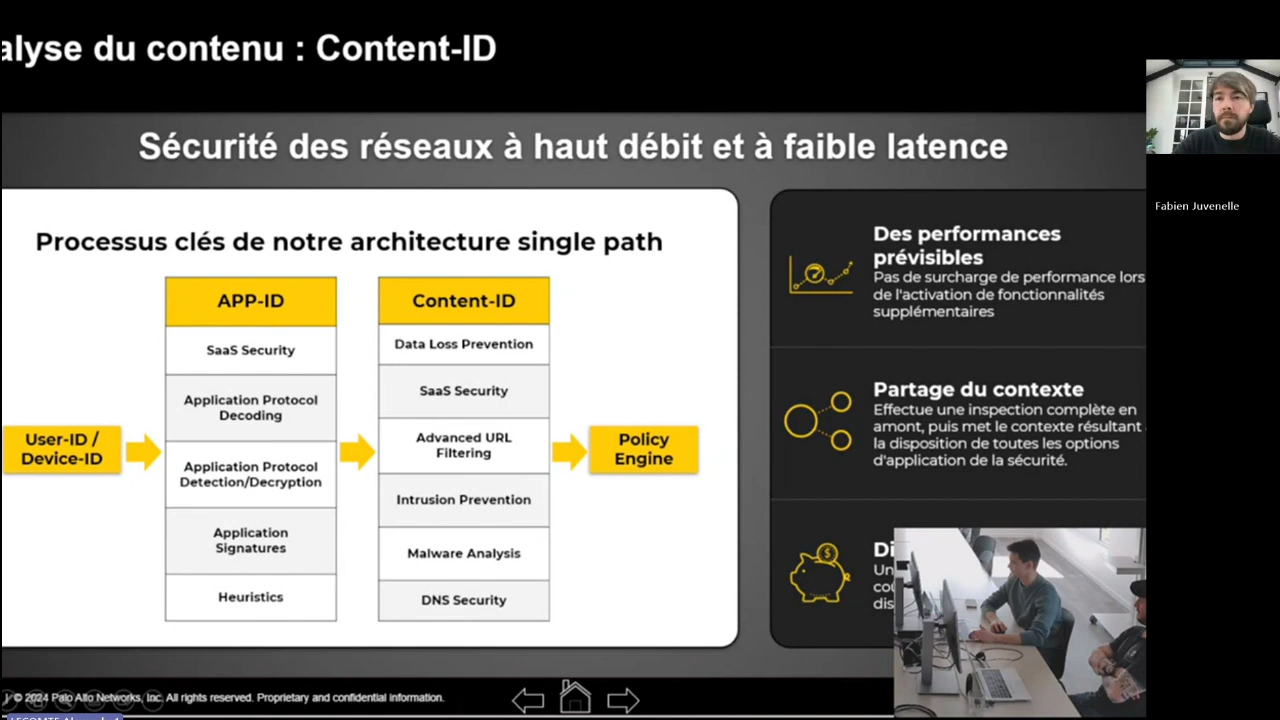 alyse du contenu : Content-ID
Sécurité des réseaux à haut débit et à faible latence
Processus clés de notre architecture single path
User-ID /
Device-ID
APP-ID
SaaS Security
Application Protocol
Decoding
Application Protocol
Detection/Decryption
Application
Signatures
Heuristics
Content-ID
Data Loss Prevention
SaaS Security
Advanced URL
Filtering
Intrusion Prevention
Malware Analysis
DNS Security
Policy
Engine
Des performances
prévisibles
Pas de surcharge de performance lors
de l'activation de fonctionnalités
supplémentaires
Partage du contexte
Effectue une inspection complète en
amont, puis met le contexte résultant
la disposition de toutes les options
d'application de la sécurité.
Di
Un
co
dis
Fabien Juvenelle
© 2024 Palo Alto Networks, Inc. All rights reserved. Proprietary and confidential information.